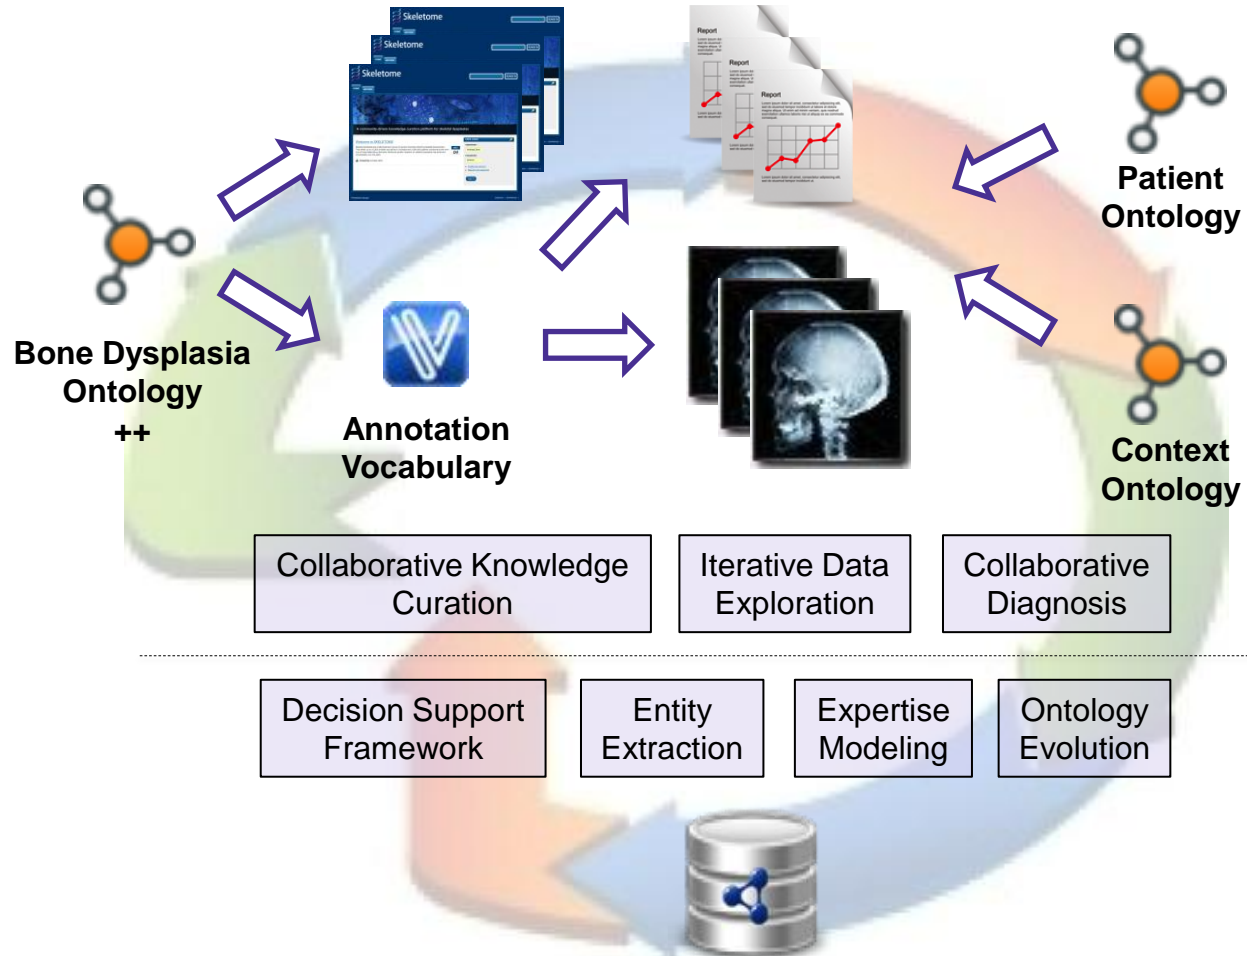 Skeletome
Skeletome
Skeletome
Report
Report
Report
Patient
Ontology
Bone Dysplasia
Ontology
++
Annotation
Vocabulary
Context
Ontology
Collaborative Knowledge
Curation
Iterative Data
Exploration
Collaborative
Diagnosis
Decision Support
Framework
Entity
Extraction
Expertise
Modeling
Ontology
Evolution